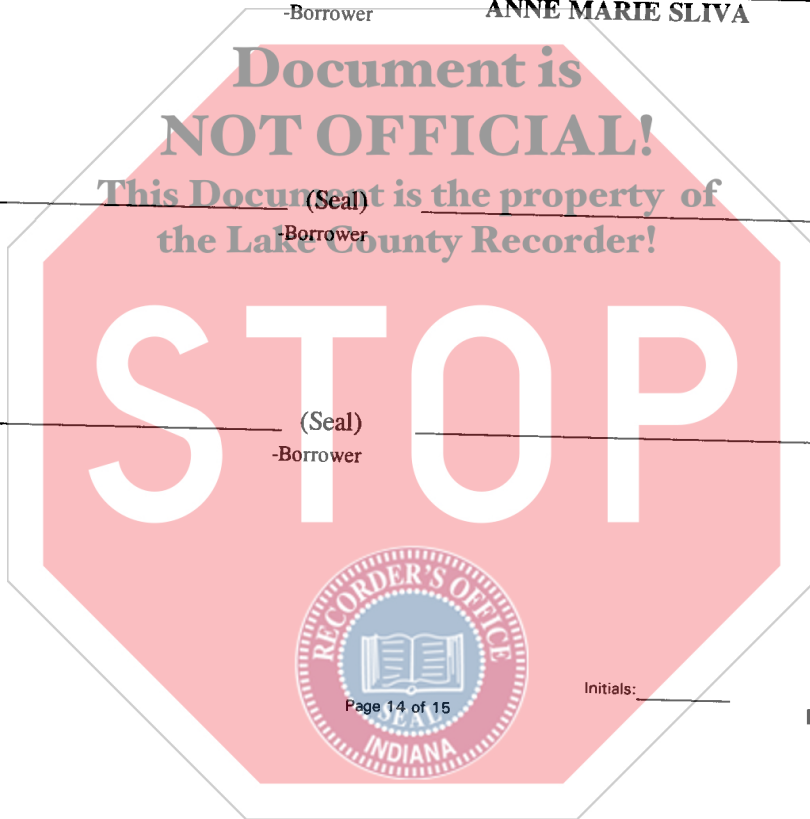 -Borrower ANNE MARIE SLIVA
Document is
NOT OFFICIAL!
This Document is the property of
(Seal)
the Lake County Recorder!
-Borrower
STOP
(Seal)
-Borrower
RECORDER'S OFFICE
Initials:
Page 14 of 15
SEAL
INDIANA